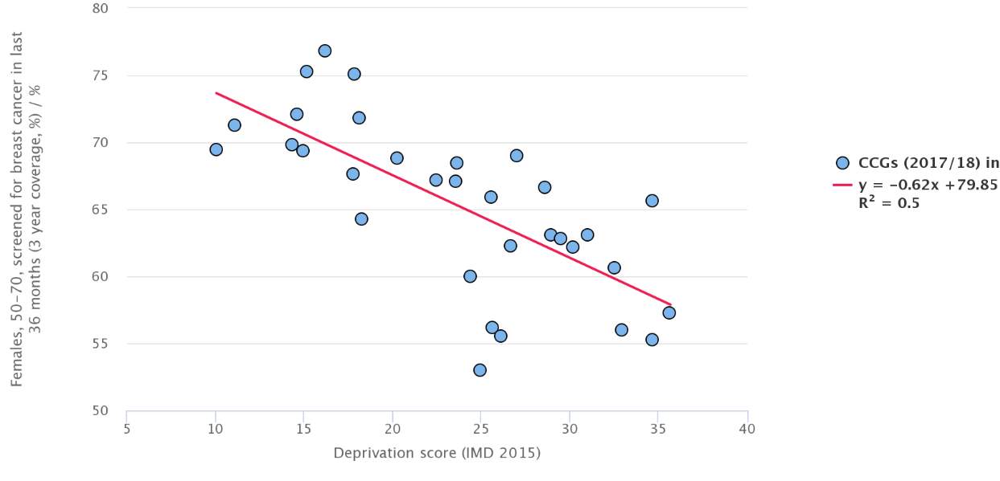 Females, 50–70, screened for breast cancer in last
36 months (3 year coverage, %) / %
80
75
70
65
60
55
50
5 10 15 20 25 30 35 40
Deprivation score (IMD 2015)
CCGs (2017/18) in
y = –0.62x +79.85
R² = 0.5